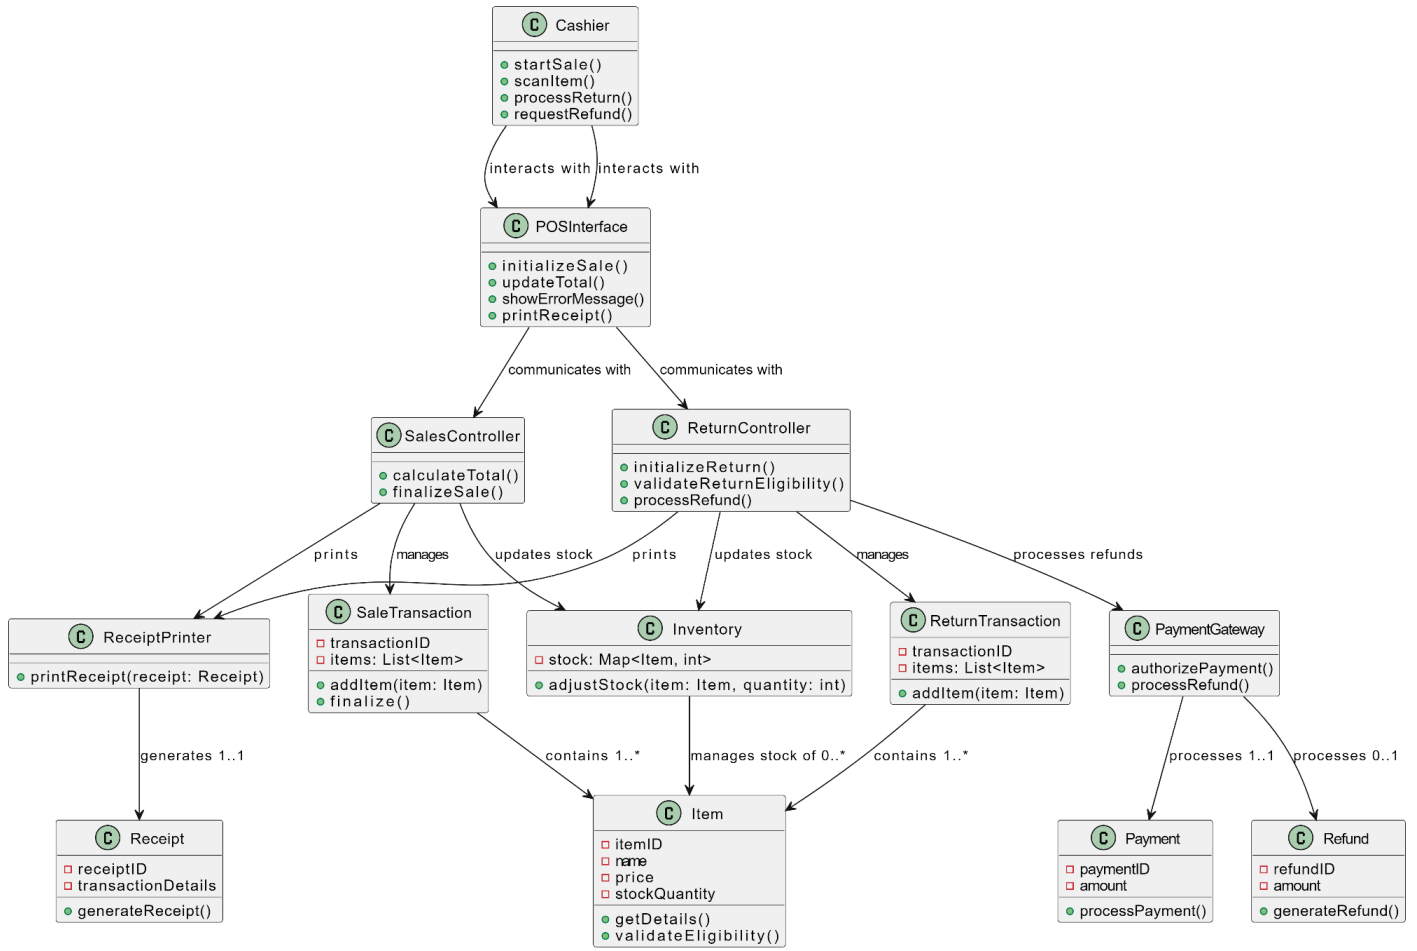 C Cashier
startSale()
scanItem()
processReturn()
requestRefund()
interacts with
interacts with
C POSInterface
initializeSale()
updateTotal()
showErrorMessage()
printReceipt()
communicates with
communicates with
C SalesController
calculateTotal()
finalizeSale()
C ReturnController
initializeReturn()
validateReturnEligibility()
processRefund()
prints
manages
updates stock
prints
updates stock
manages
processes refunds
C ReceiptPrinter
printReceipt(receipt: Receipt)
C SaleTransaction
transactionID
items: List<Item>
addItem(item: Item)
finalize()
C Inventory
stock: Map<Item, int>
adjustStock(item: Item, quantity: int)
C ReturnTransaction
transactionID
items: List<Item>
addItem(item: Item)
C PaymentGateway
authorizePayment()
processRefund()
generates 1..1
contains 1..*
manages stock of 0..*
contains 1..*
processes 1..1
processes 0..1
C Receipt
receiptID
transactionDetails
generateReceipt()
C Item
itemID
name
price
stockQuantity
getDetails()
validateEligibility()
C Payment
paymentID
amount
processPayment()
C Refund
refundID
amount
generateRefund()